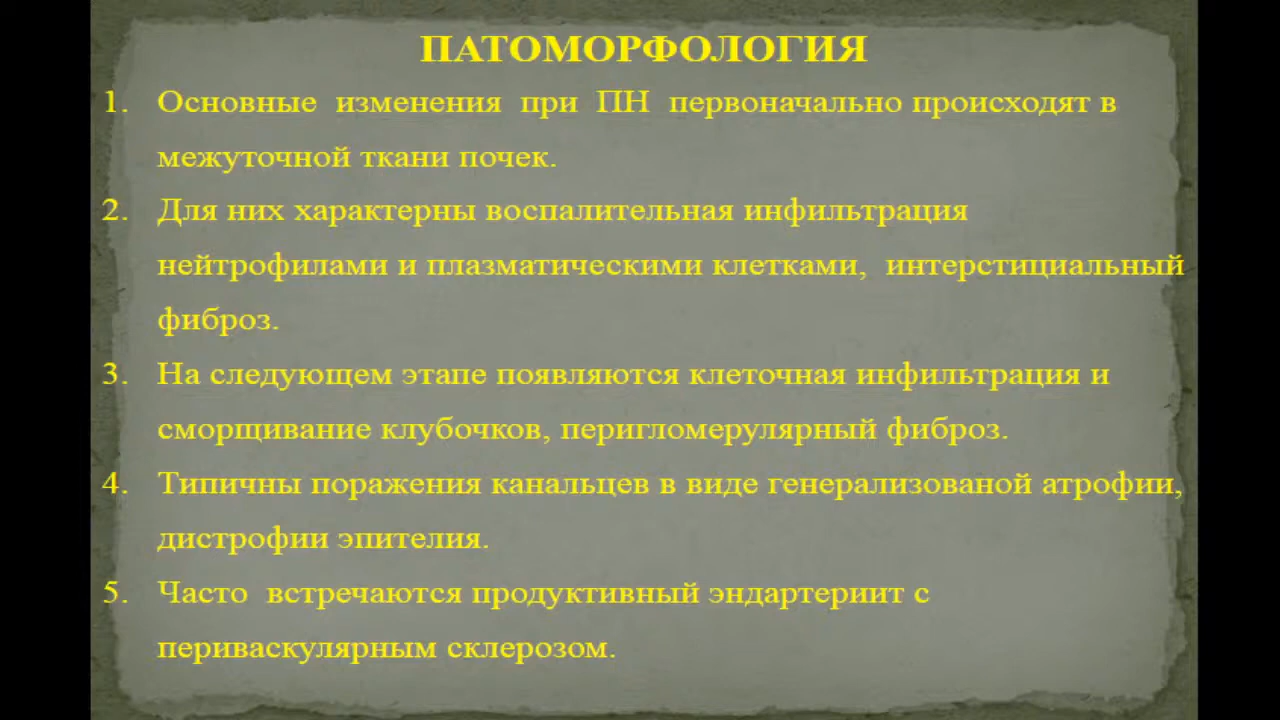 ПАТОМОРФОЛОГИЯ
1. Основные изменения при ПН первоначально происходят в
межуточной ткани почек.
2. Для них характерны воспалительная инфильтрация
нейтрофилами и плазматическими клетками, интерстициальный
фиброз.
3. На следующем этапе появляются клеточная инфильтрация и
сморщивание клубочков, перигломерулярный фиброз.
4. Типичны поражения канальцев в виде генерализованой атрофии,
дистрофии эпителия.
5. Часто встречаются продуктивный эндартериит с
периваскулярным склерозом.